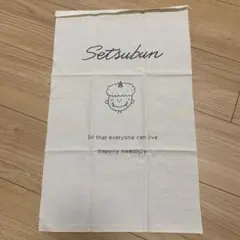 Setsubun
So that everyone can live
happily healthily